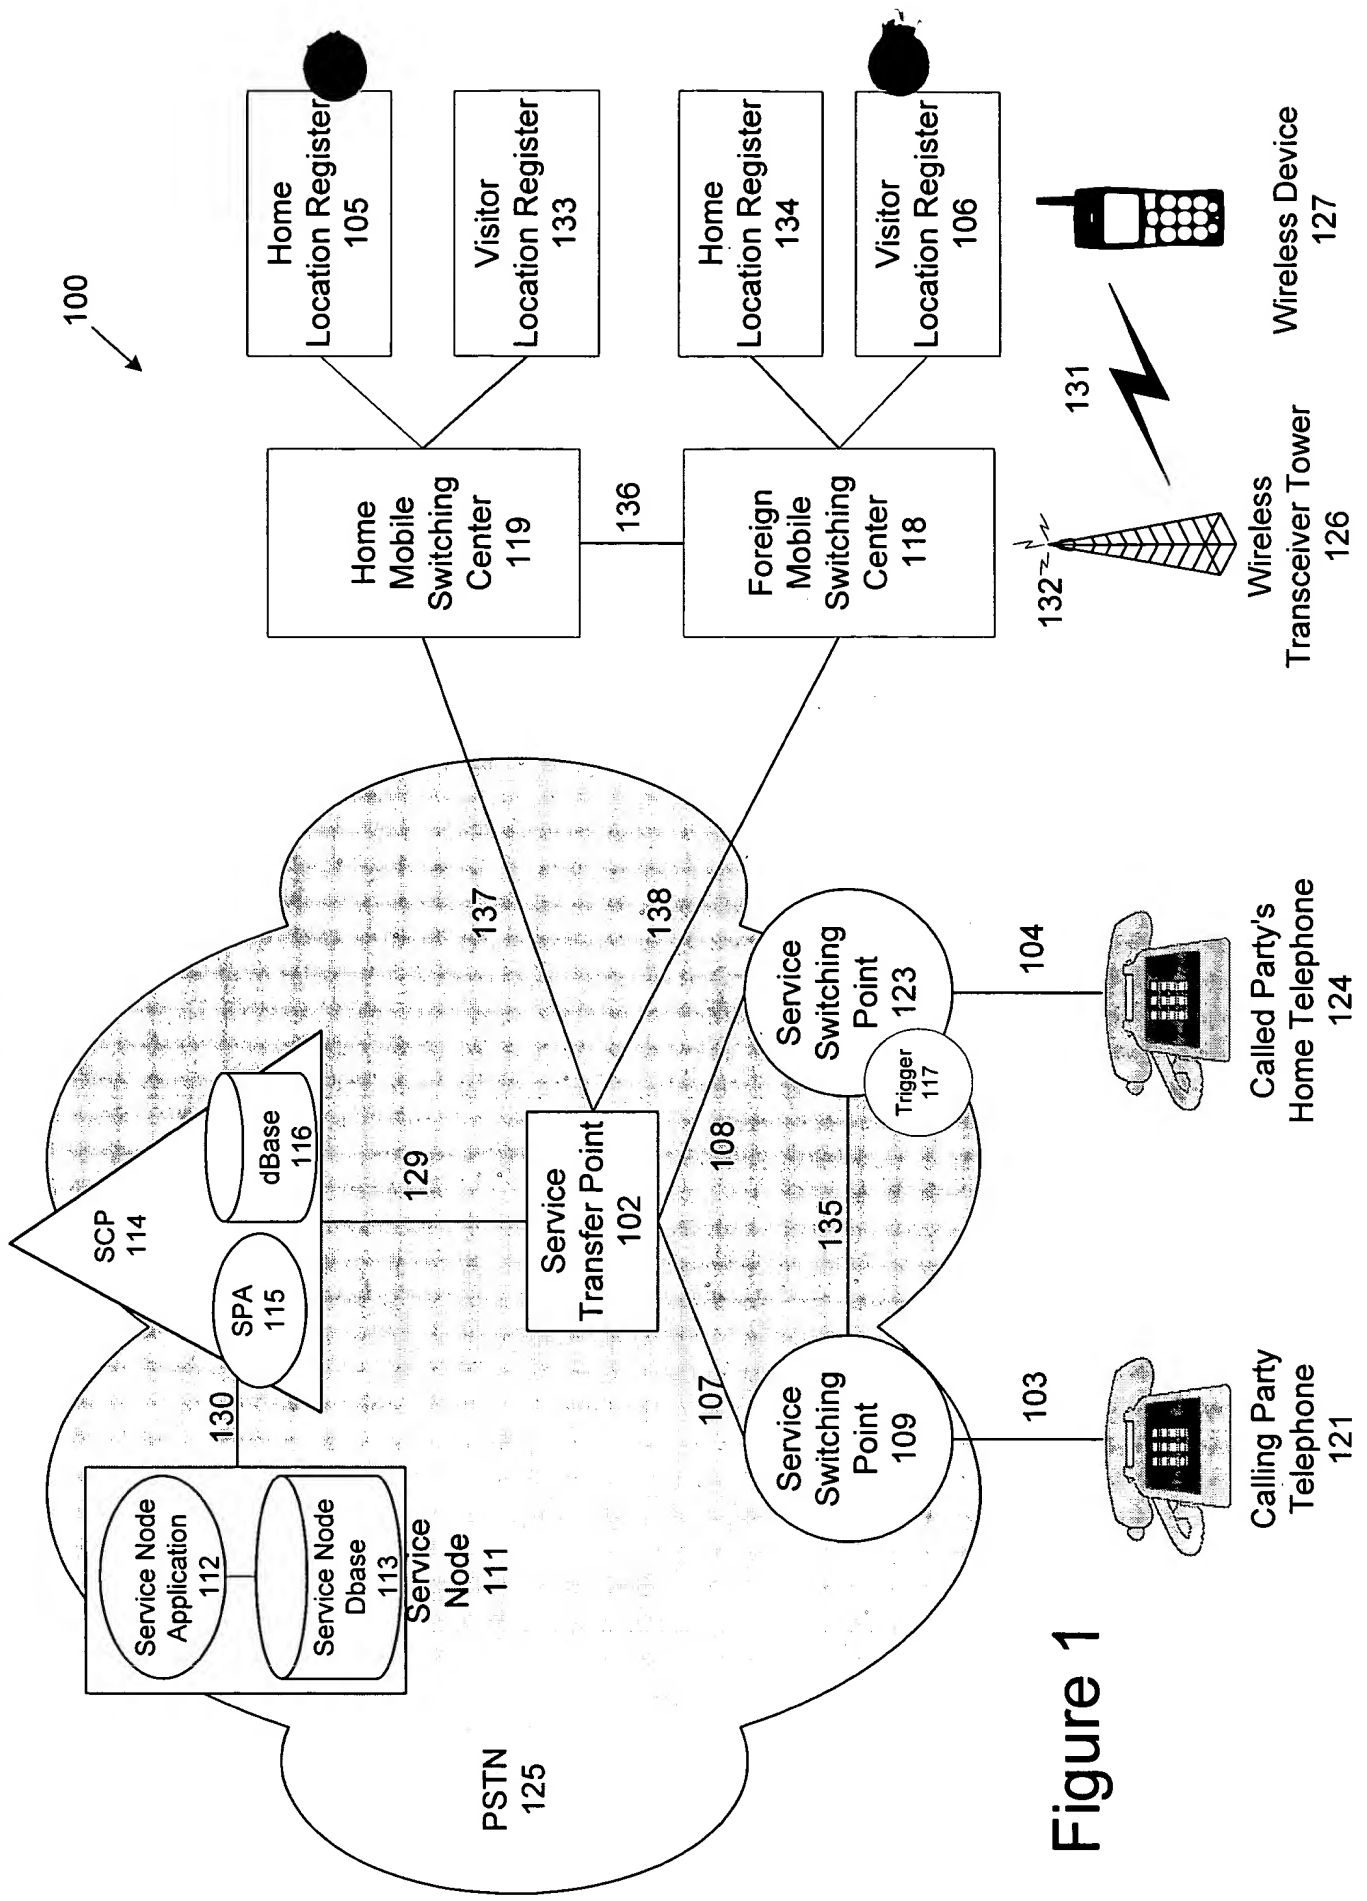 100
Service Node
Application
112
Service Node
Dbase
113
Service
Node
111
130
SCP
114
SPA
115
dBase
116
129
PSTN
125
Service
Transfer Point
102
137
138
107
108
Service
Switching
Point
109
135
Service
Switching
Point
123
Trigger
117
103
104
Calling Party
Telephone
121
Called Party's
Home Telephone
124
Home
Mobile
Switching
Center
119
136
Foreign
Mobile
Switching
Center
118
Home
Location Register
105
Visitor
Location Register
133
Home
Location Register
134
Visitor
Location Register
106
132
131
Wireless
Transceiver Tower
126
Wireless Device
127
Figure 1